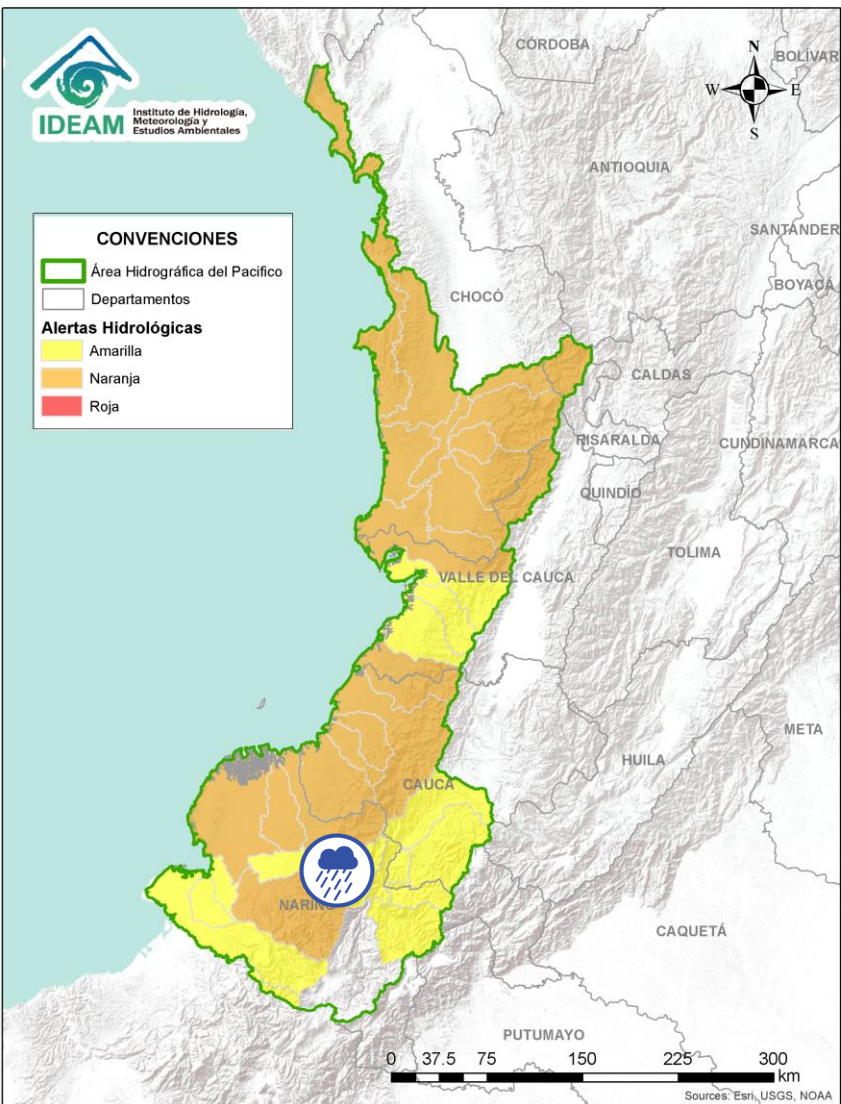 IDEAM
Instituto de Hidrología,
Meteorología y
Estudios Ambientales
CÓRDOBA
BOLÍVAR
N
W E
S
ANTIOQUIA
SANTANDER
BOYACÁ
CONVENCIONES
Área Hidrográfica del Pacifico
Departamentos
Alertas Hidrológicas
Amarilla
Naranja
Roja
CHOCÓ
CALDAS
RISARALDA
CUNDINAMARCA
QUINDÍO
TOLIMA
VALLE DEL CAUCA
META
HUILA
CAUCA
NARIÑO
CAQUETÁ
PUTUMAYO
0 37.5 75 150 225 300
km
Sources: Esri, USGS, NOAA